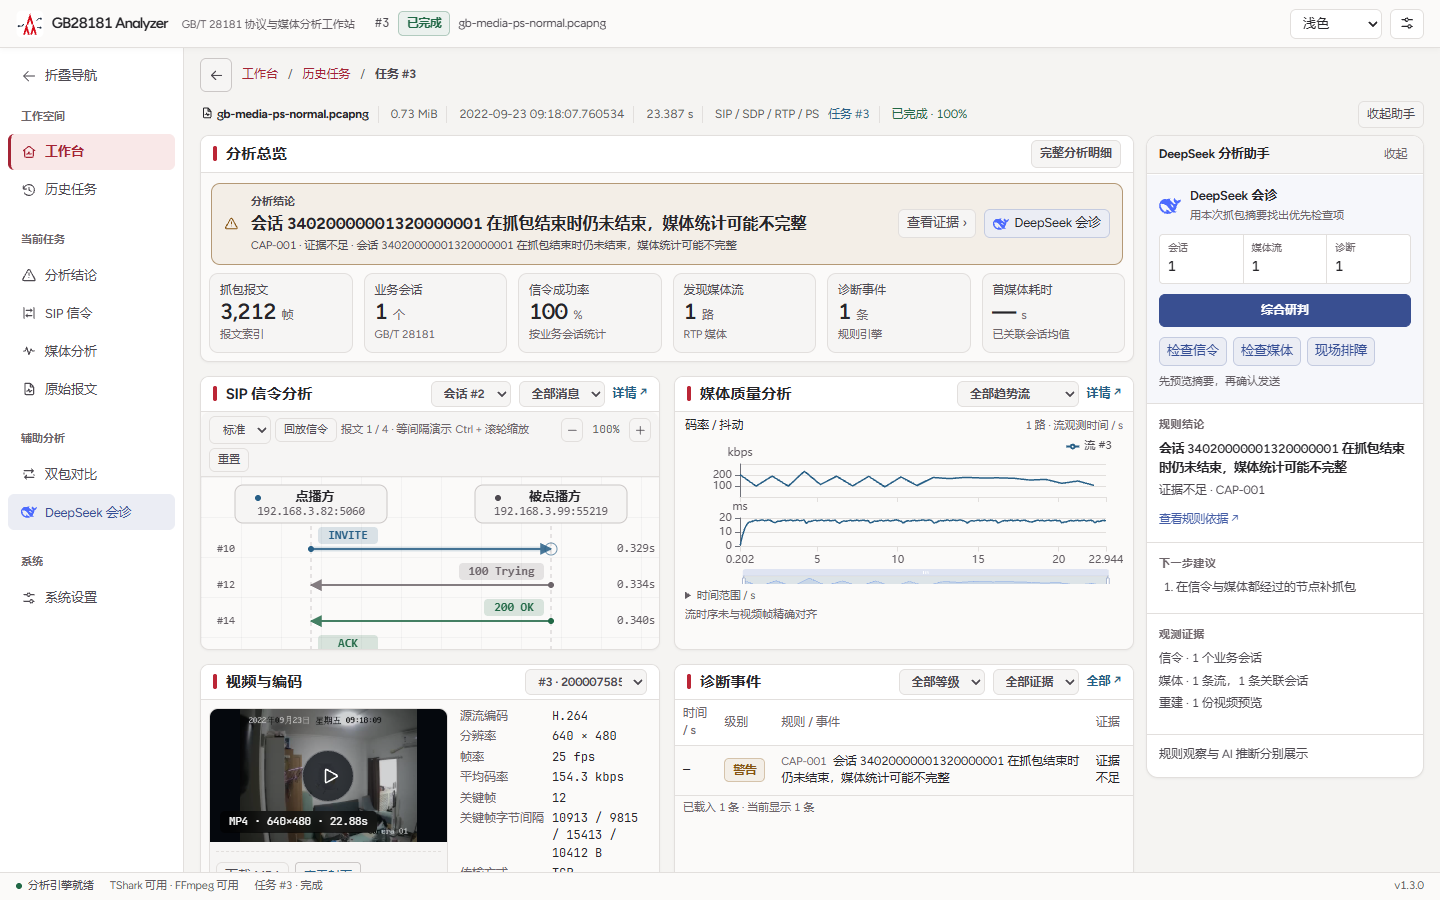 GB28181 Analyzer
GB/T 28181 协议与媒体分析工作站
#3
已完成
gb-media-ps-normal.pcapng
浅色
折叠导航
工作空间
工作台
历史任务
当前任务
分析结论
SIP 信令
媒体分析
原始报文
辅助分析
双包对比
DeepSeek 会诊
系统
系统设置
工作台 / 历史任务 / 任务 #3
gb-media-ps-normal.pcapng
0.73 MiB
2022-09-23 09:18:07.760534
23.387 s
SIP / SDP / RTP / PS
任务 #3
已完成 · 100%
收起助手
分析总览
完整分析明细
分析结论
会话 34020000001320000001 在抓包结束时仍未结束，媒体统计可能不完整
CAP-001 · 证据不足 · 会话 34020000001320000001 在抓包结束时仍未结束，媒体统计可能不完整
查看证据 ›
DeepSeek 会诊
抓包报文
3,212 帧
报文索引
业务会话
1 个
GB/T 28181
信令成功率
100 %
按业务会话统计
发现媒体流
1 路
RTP 媒体
诊断事件
1 条
规则引擎
首媒体耗时
— s
已关联会话均值
SIP 信令分析
会话 #2
全部消息
详情↗
标准
回放信令
报文 1 / 4 · 等间隔演示 Ctrl + 滚轮缩放
− 100% +
重置
点播方
192.168.3.82:5060
被点播方
192.168.3.99:55219
INVITE
#10
0.329s
100 Trying
#12
0.334s
200 OK
#14
0.340s
ACK
媒体质量分析
全部趋势流
详情↗
码率 / 抖动
1 路 · 流观测时间 / s
流 #3
kbps
200
100
ms
20
10
0
0.202
5
10
15
20
22.944
▶ 时间范围 / s
流时序未与视频帧精确对齐
视频与编码
#3 · 20000758
2022年09月23日 星期五 09:18:09
MP4 · 640×480 · 22.88s
era 01
源流编码 H.264
分辨率 640 × 480
帧率 25 fps
平均码率 154.3 kbps
关键帧 12
关键帧字节间隔 10913 / 9815
/ 15413 /
10412 B
诊断事件
全部等级
全部证据
全部↗
时间
/ s
级别
规则 / 事件
证据
–
警告
CAP-001 会话 34020000001320000001 在抓包结束时
仍未结束，媒体统计可能不完整
证据
不足
已载入 1 条 · 当前显示 1 条
DeepSeek 分析助手
收起
DeepSeek 会诊
用本次抓包摘要找出优先检查项
会话
1
媒体流
1
诊断
1
综合研判
检查信令
检查媒体
现场排障
先预览摘要，再确认发送
规则结论
会话 34020000001320000001 在抓包结束
时仍未结束，媒体统计可能不完整
证据不足 · CAP-001
查看规则依据↗
下一步建议
1. 在信令与媒体都经过的节点补抓包
观测证据
信令 · 1 个业务会话
媒体 · 1 条流，1 条关联会话
重建 · 1 份视频预览
规则观察与 AI 推断分别展示
分析引擎就绪
TShark 可用 · FFmpeg 可用
任务 #3 · 完成
v1.3.0